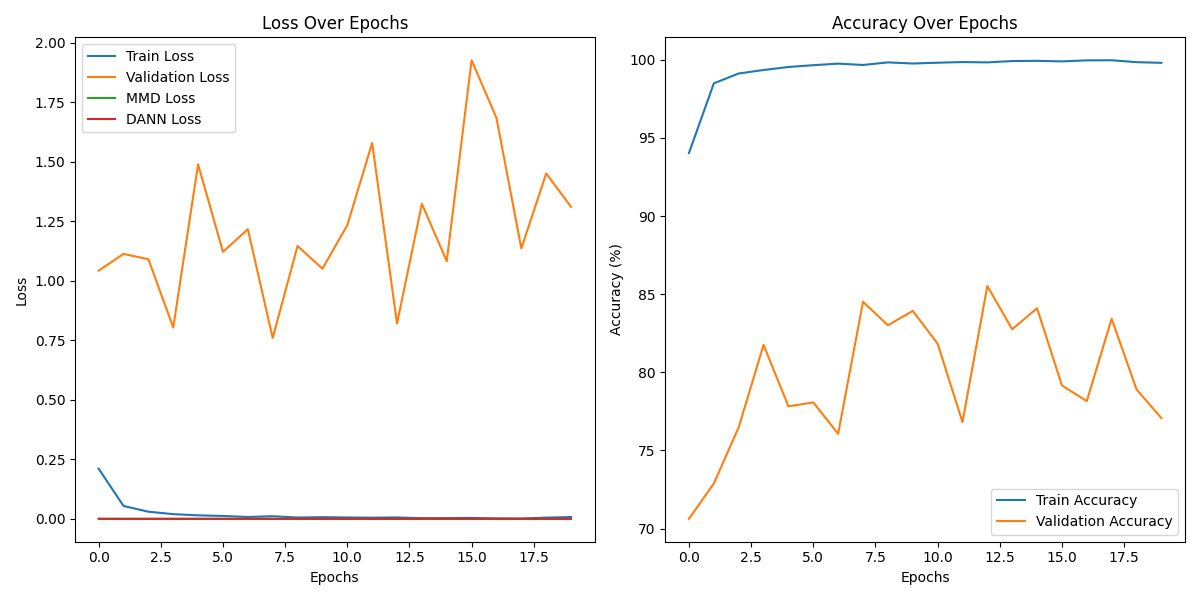 Loss Over Epochs
Train Loss
Validation Loss
MMD Loss
DANN Loss
2.00
1.75
1.50
1.25
1.00
0.75
0.50
0.25
0.00
Loss
0.0 2.5 5.0 7.5 10.0 12.5 15.0 17.5
Epochs
Accuracy Over Epochs
100
95
90
85
80
75
70
Accuracy (%)
Train Accuracy
Validation Accuracy
0.0 2.5 5.0 7.5 10.0 12.5 15.0 17.5
Epochs